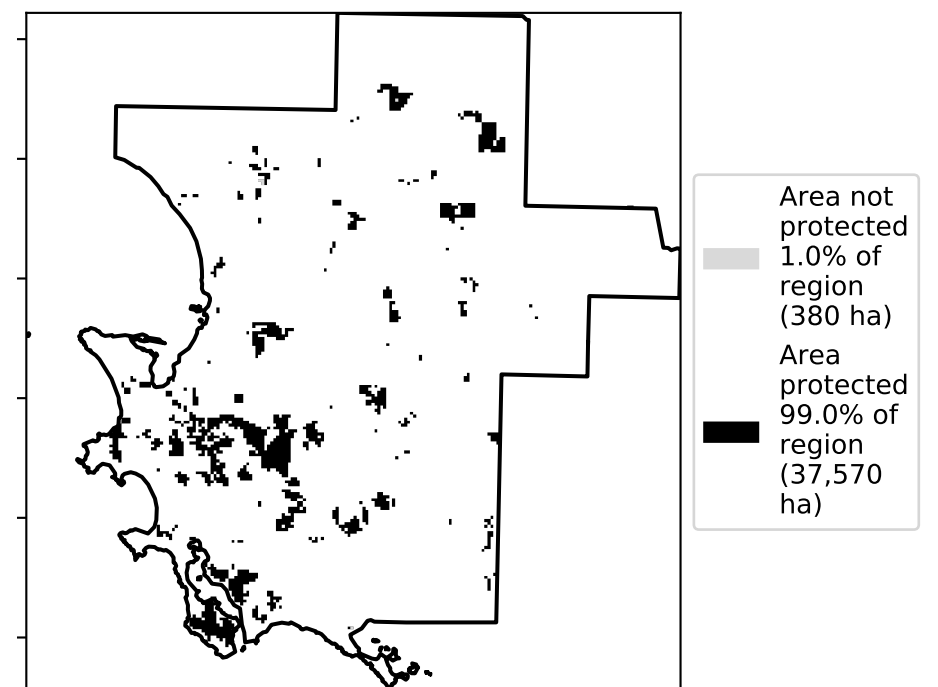 Area not
protected
1.0% of
region
(380 ha)
Area
protected
99.0% of
region
(37,570
ha)